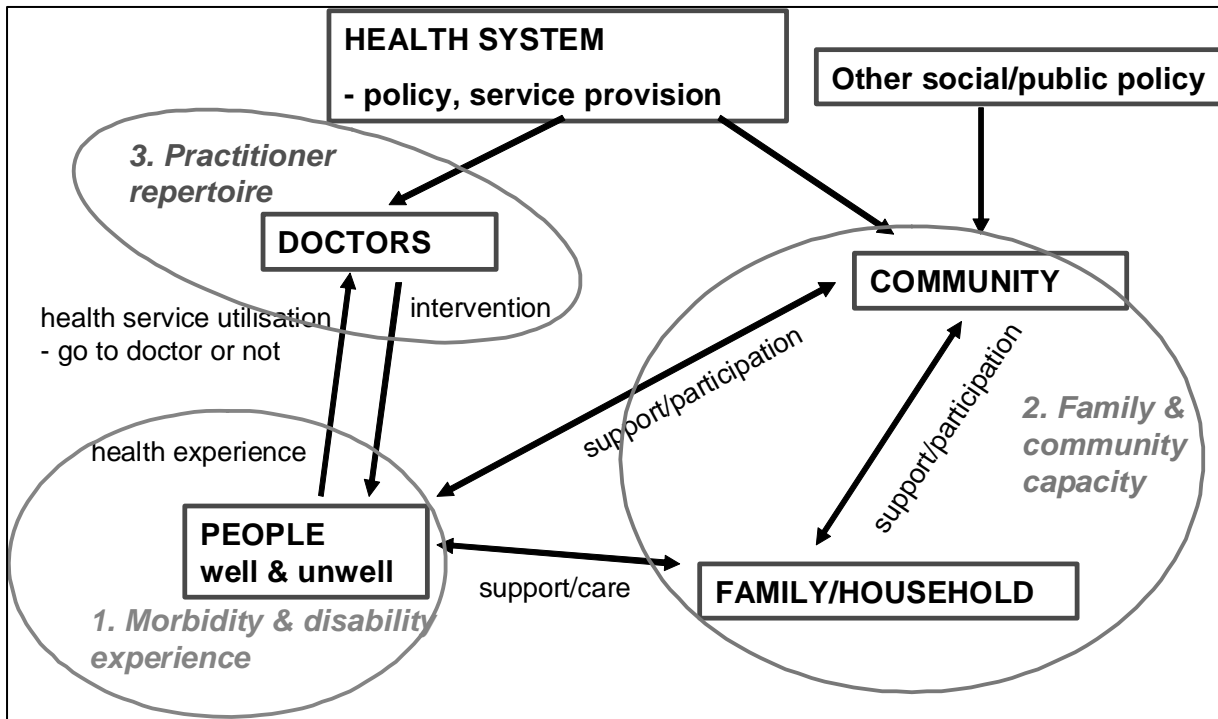 HEALTH SYSTEM
- policy, service provision
Other social/public policy
3. Practitioner
repertoire
DOCTORS
COMMUNITY
health service utilisation
- go to doctor or not
intervention
support/participation
support/participation
2. Family &
community
capacity
health experience
PEOPLE
well & unwell
support/care
FAMILY/HOUSEHOLD
1. Morbidity & disability
experience